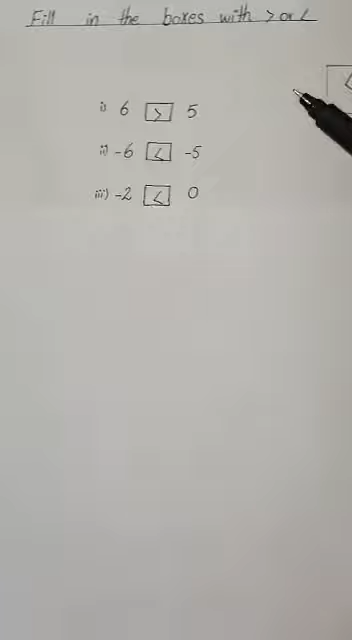 Fill in the boxes with > or <
i) 6 > 5
ii) -6 < -5
iii) -2 < 0